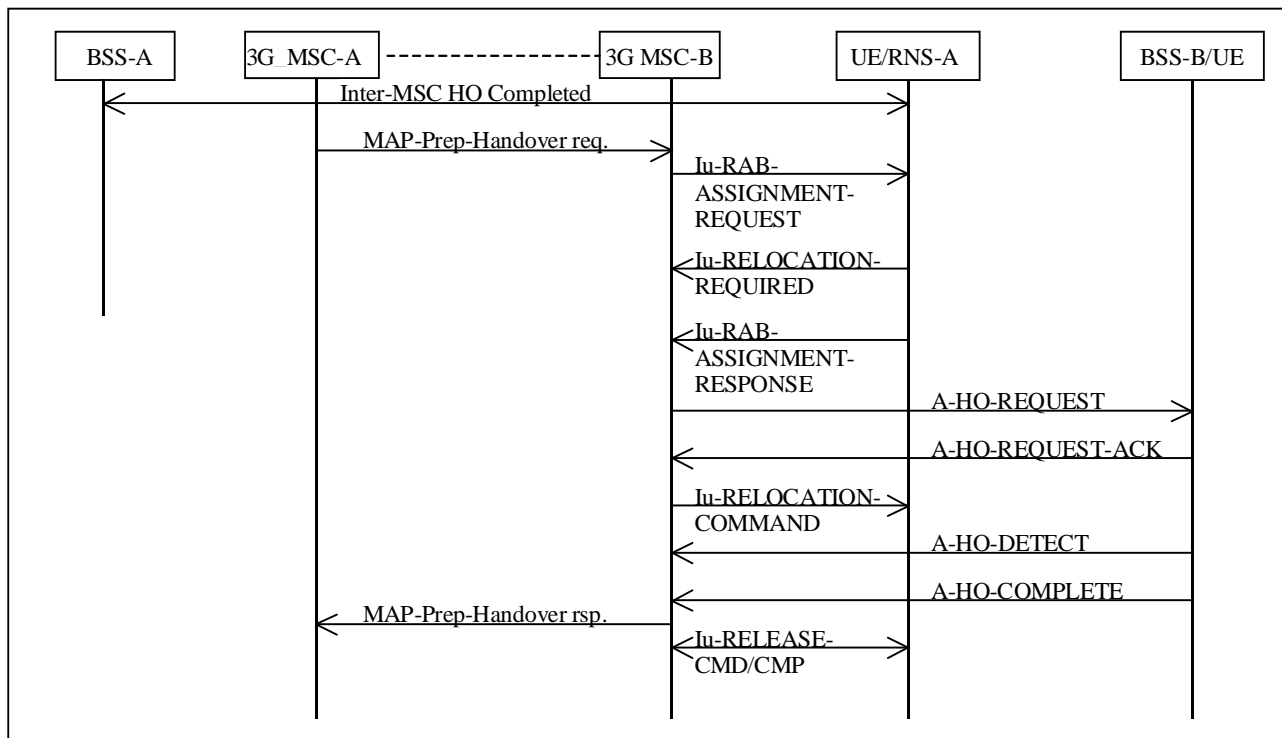 BSS-A
3G_MSC-A
3G MSC-B
UE/RNS-A
BSS-B/UE
Inter-MSC HO Completed
MAP-Prep-Handover req.
Iu-RAB-
ASSIGNMENT-
REQUEST
Iu-RELOCATION-
REQUIRED
Iu-RAB-
ASSIGNMENT-
RESPONSE
A-HO-REQUEST
A-HO-REQUEST-ACK
Iu-RELOCATION-
COMMAND
A-HO-DETECT
A-HO-COMPLETE
MAP-Prep-Handover rsp.
Iu-RELEASE-
CMD/CMP